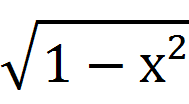 √(1 − x²)